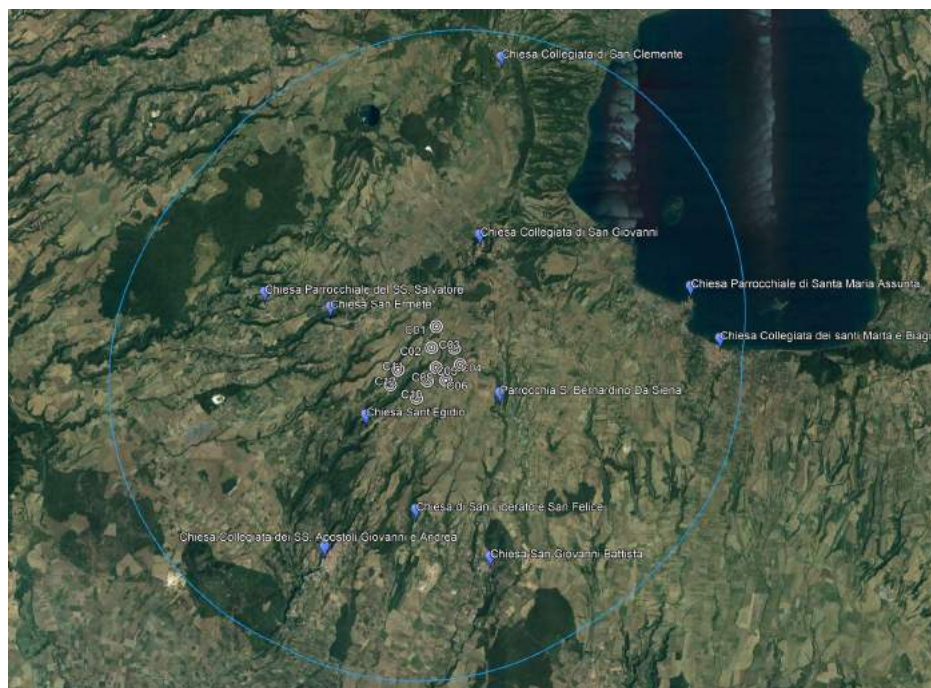 Chiesa Collegiata di San Clemente
Chiesa Collegiata di San Giovanni
Chiesa Parrocchiale di Santa Maria Assunta
Chiesa Parrocchiale del SS. Salvatore
Chiesa San Ermete
C01
Chiesa Collegiata dei santi Marta e Biagi
C02
C03
C04
C05
C06
C10
Parrocchia S. Bernardino Da Siena
Chiesa Sant'Egidio
Chiesa di San Liberato e San Felice
Chiesa Collegiata dei SS. Apostoli Giovanni e Andrea
Chiesa San Giovanni Battista